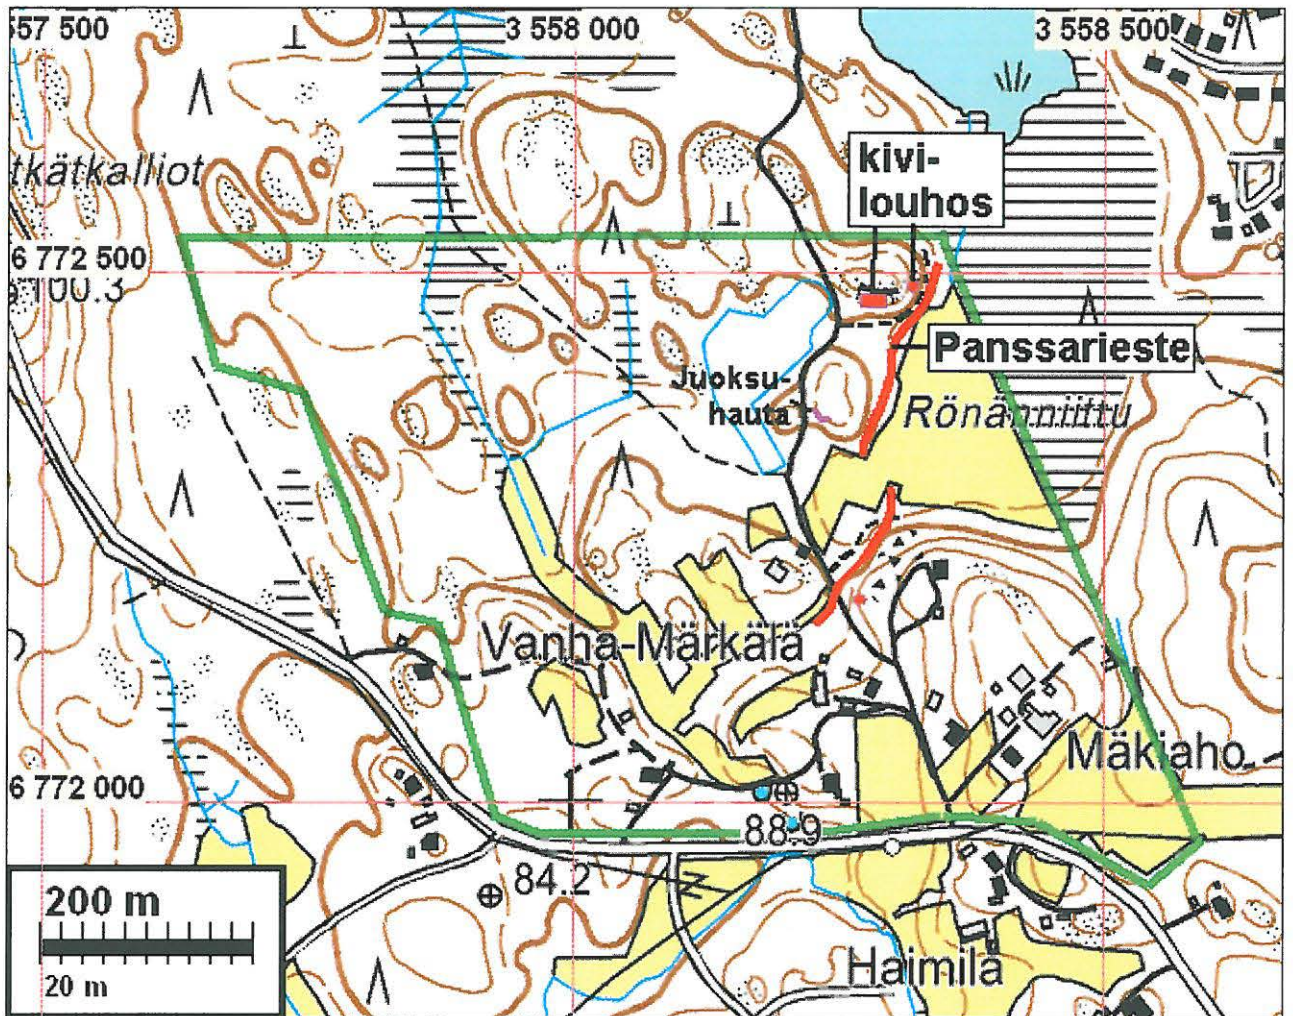 557 500
3 558 000
3 558 500
kivi-
louhos
tkätkalliot
6 772 500
100.3
Panssarieste
Juoksu-
hauta
Rönänniittu
Vanha-Märkälä
Mäkiaho
6 772 000
88.9
84.2
200 m
20 m
Haimila